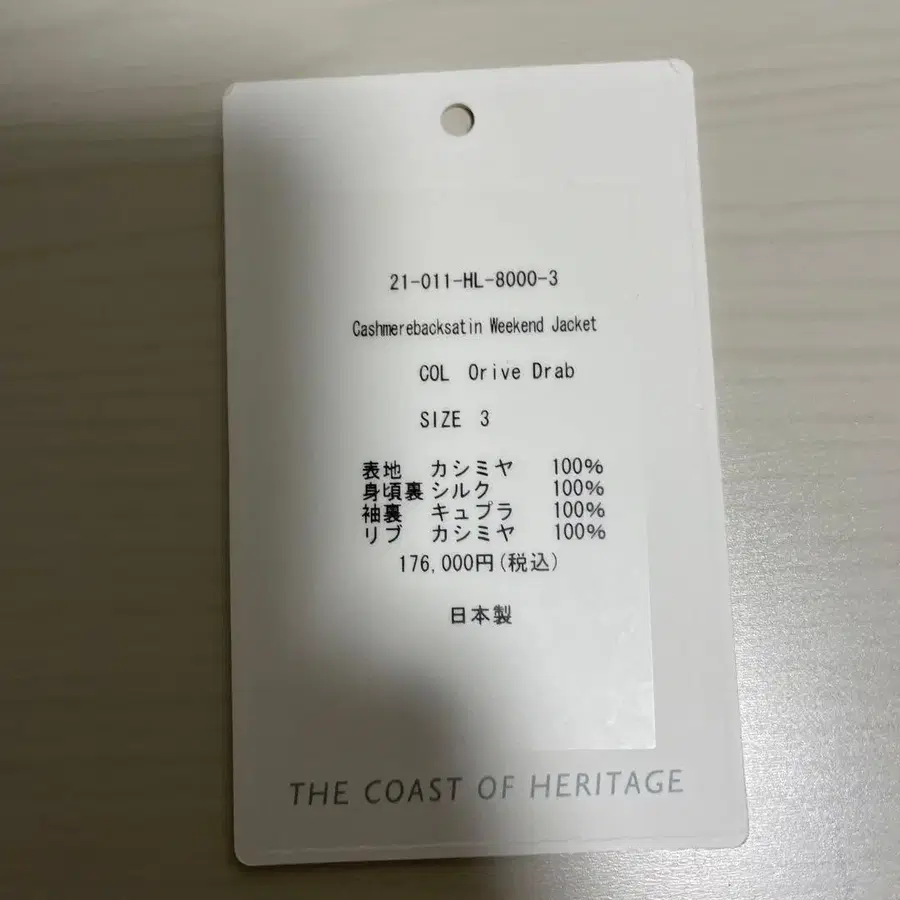 21-011-HL-8000-3
Cashmerebacksatin Weekend Jacket
COL Orive Drab
SIZE 3
表地 カシミヤ 100%
身頃裏 シルク 100%
袖裏 キュプラ 100%
リブ カシミヤ 100%
176,000円(税込)
日本製
THE COAST OF HERITAGE